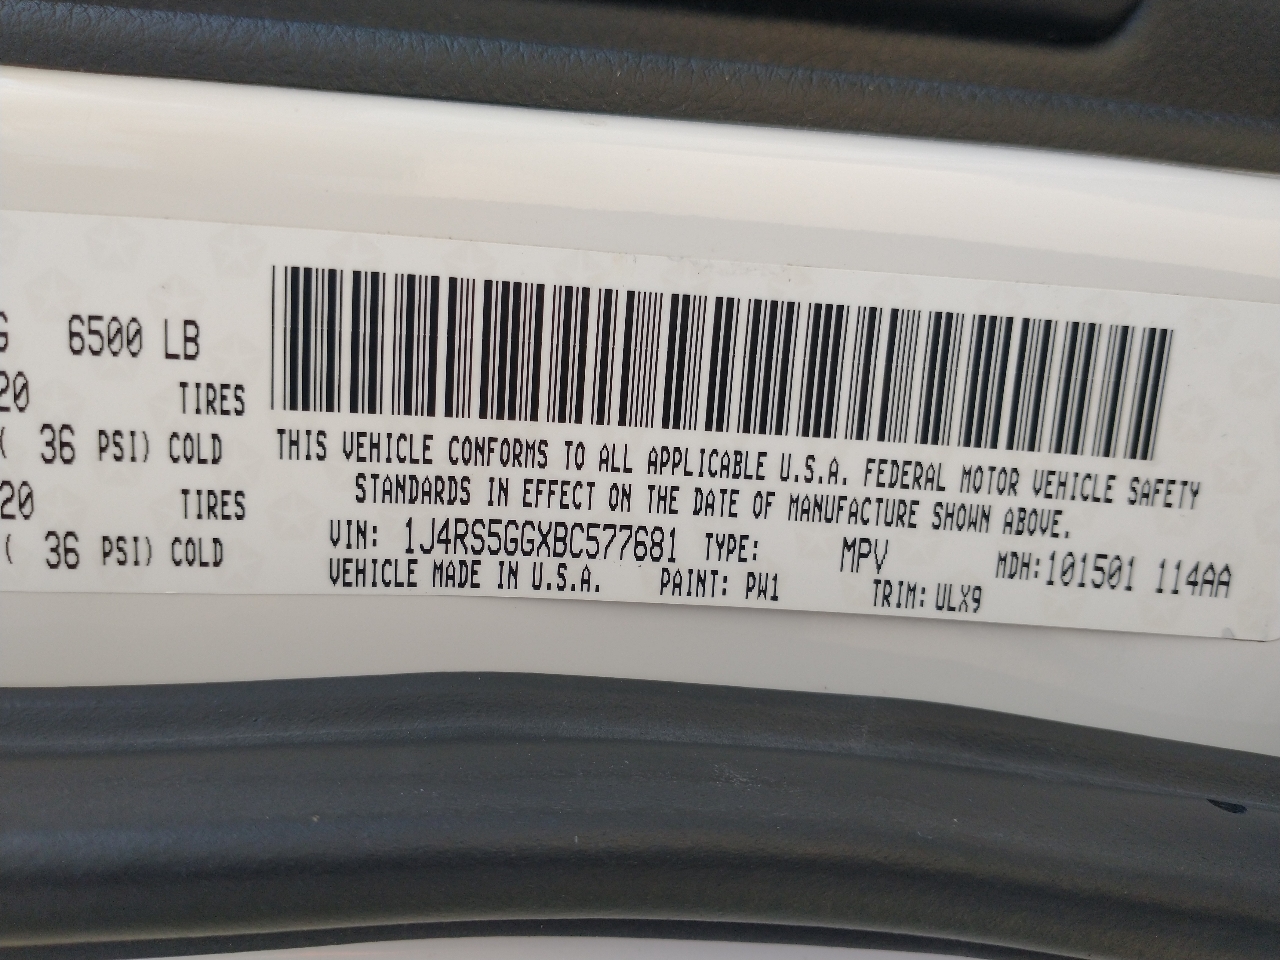 G 6500 LB
20 TIRES
( 36 PSI) COLD
20 TIRES
( 36 PSI) COLD
THIS VEHICLE CONFORMS TO ALL APPLICABLE U.S.A. FEDERAL MOTOR VEHICLE SAFETY
STANDARDS IN EFFECT ON THE DATE OF MANUFACTURE SHOWN ABOVE.
VIN: 1J4RS5GGXBC577681 TYPE: MPV MDH:101501 114AA
VEHICLE MADE IN U.S.A. PAINT: PW1 TRIM: ULX9